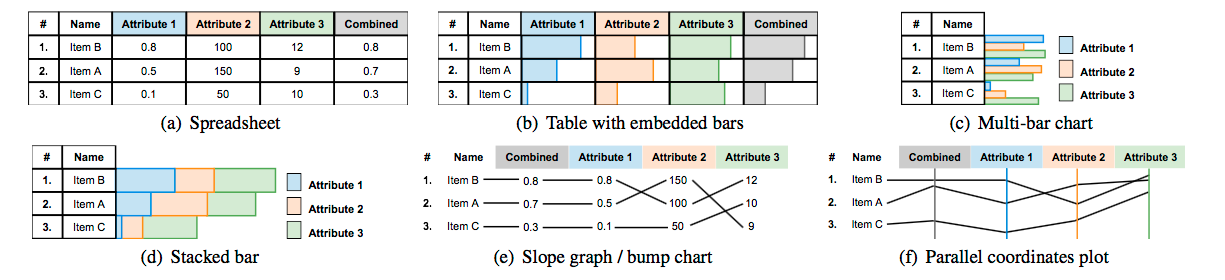 # Name Attribute 1 Attribute 2 Attribute 3 Combined
1. Item B 0.8 100 12 0.8
2. Item A 0.5 150 9 0.7
3. Item C 0.1 50 10 0.3
(a) Spreadsheet
# Name Attribute 1 Attribute 2 Attribute 3 Combined
1. Item B
2. Item A
3. Item C
(b) Table with embedded bars
# Name
1. Item B
2. Item A
3. Item C
Attribute 1
Attribute 2
Attribute 3
(c) Multi-bar chart
# Name
1. Item B
2. Item A
3. Item C
Attribute 1
Attribute 2
Attribute 3
(d) Stacked bar
# Name Combined Attribute 1 Attribute 2 Attribute 3
1. Item B 0.8 0.8 150 12
2. Item A 0.7 0.5 100 10
3. Item C 0.3 0.1 50 9
(e) Slope graph / bump chart
# Name Combined Attribute 1 Attribute 2 Attribute 3
1. Item B
2. Item A
3. Item C
(f) Parallel coordinates plot